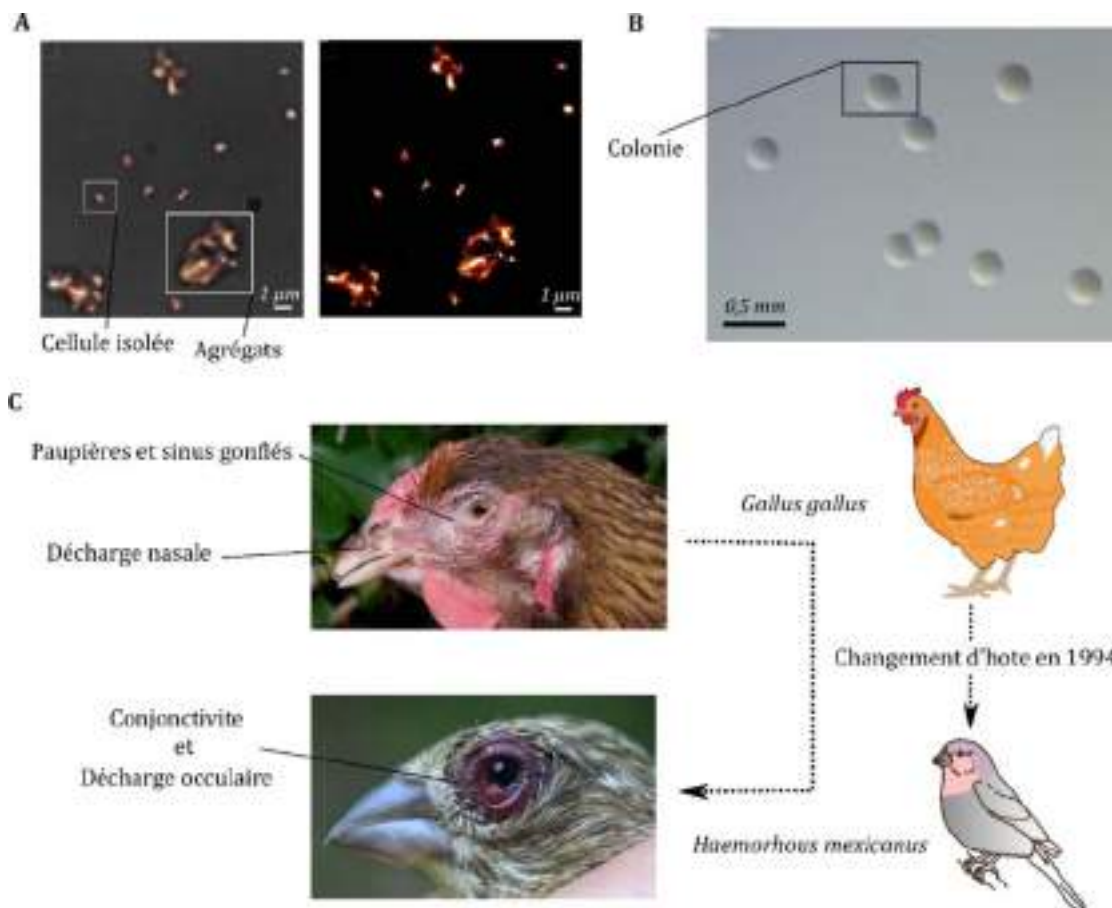 A
B
Colonie
1 µm
1 µm
0,5 mm
Cellule isolée
Agrégats
C
Paupières et sinus gonflés
Décharge nasale
Gallus gallus
Changement d'hote en 1994
Conjonctivite
et
Décharge occulaire
Haemorhous mexicanus